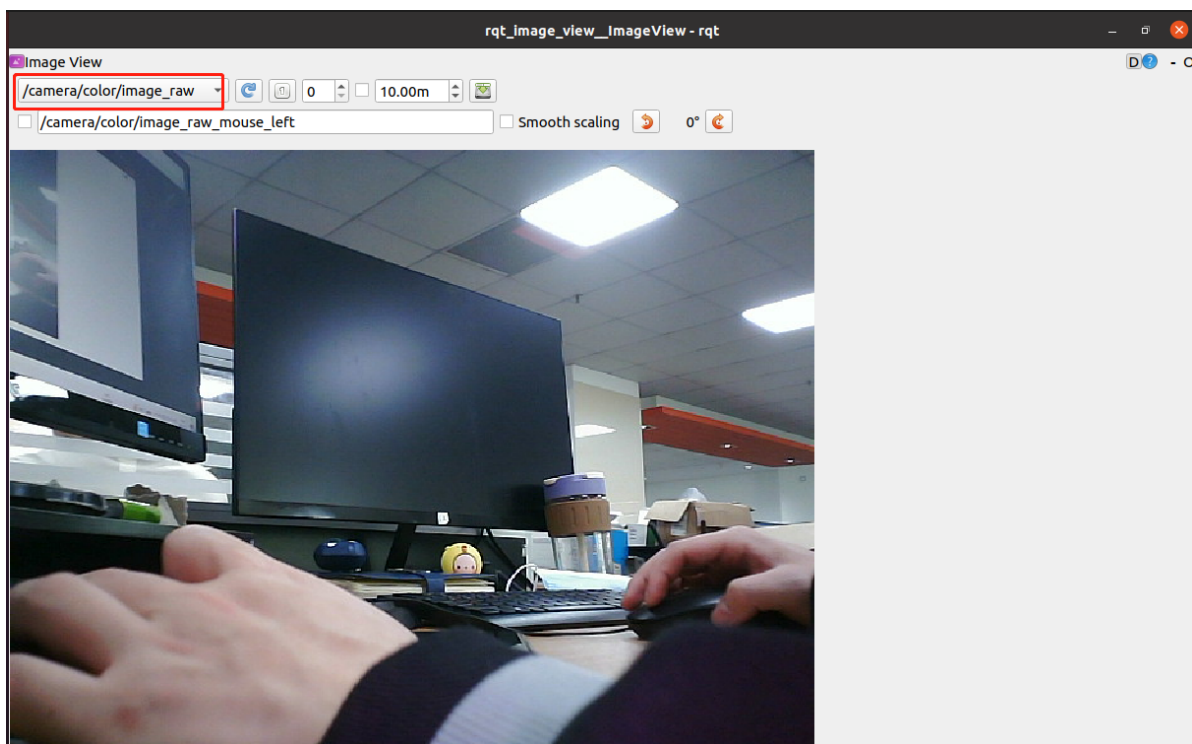 rqt_image_view__ImageView - rqt
Image View
D - O
/camera/color/image_raw 0 10.00m
/camera/color/image_raw_mouse_left Smooth scaling 0°